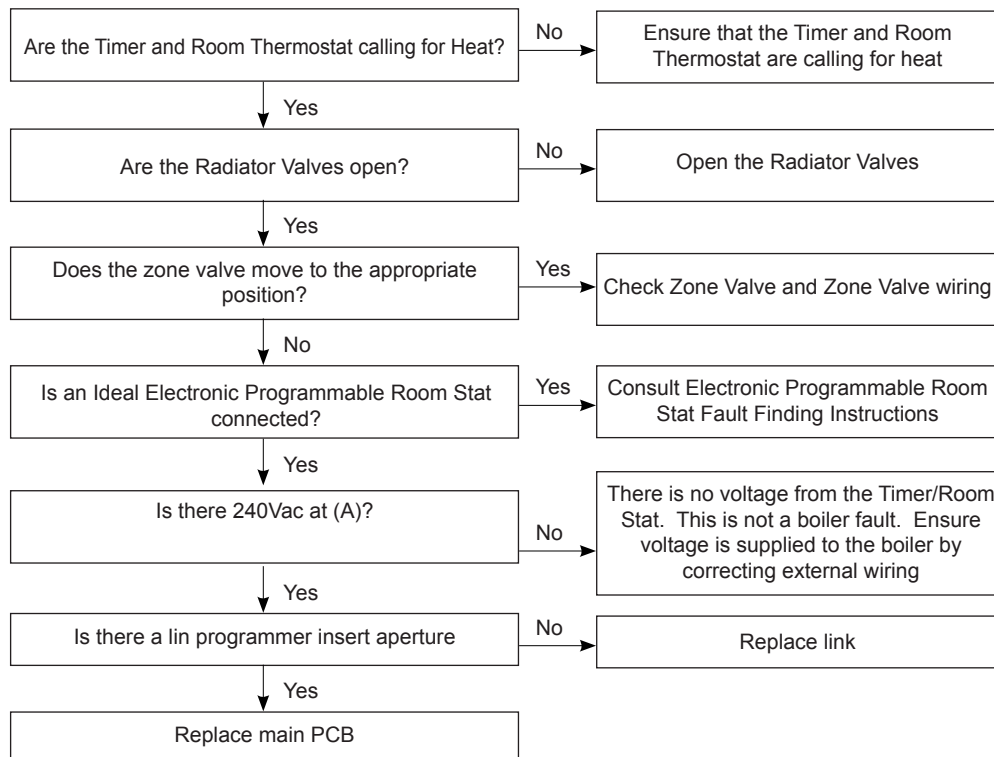 Are the Timer and Room Thermostat calling for Heat?
No
Ensure that the Timer and Room
Thermostat are calling for heat
Yes
Are the Radiator Valves open?
No
Open the Radiator Valves
Yes
Does the zone valve move to the appropriate
position?
Yes
Check Zone Valve and Zone Valve wiring
No
Is an Ideal Electronic Programmable Room Stat
connected?
Yes
Consult Electronic Programmable Room
Stat Fault Finding Instructions
Yes
Is there 240Vac at (A)?
No
There is no voltage from the Timer/Room
Stat. This is not a boiler fault. Ensure
voltage is supplied to the boiler by
correcting external wiring
Yes
Is there a lin programmer insert aperture
No
Replace link
Yes
Replace main PCB